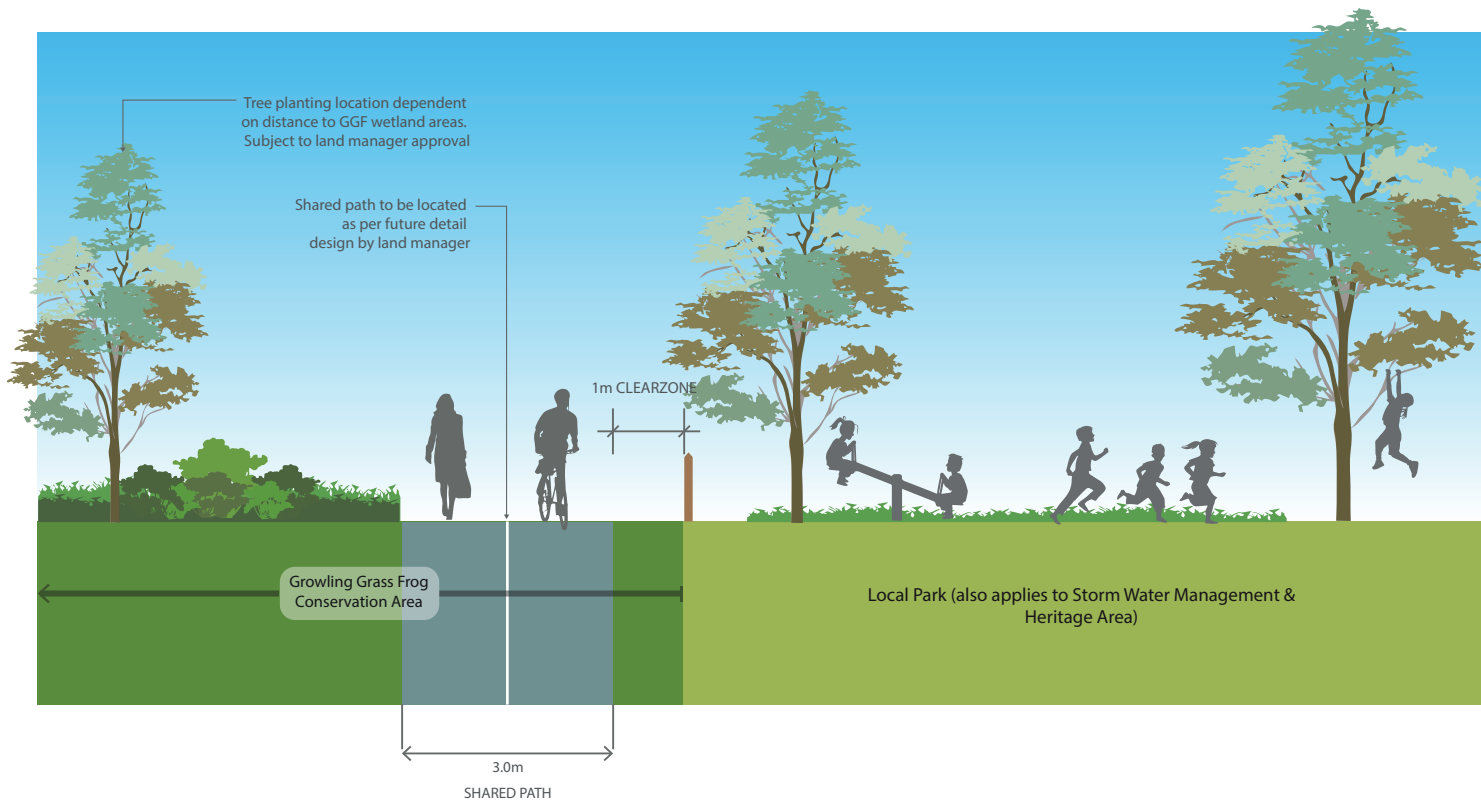 Tree planting location dependent
on distance to GGF wetland areas.
Subject to land manager approval
Shared path to be located
as per future detail
design by land manager
1m CLEARZONE
Growling Grass Frog
Conservation Area
Local Park (also applies to Storm Water Management &
Heritage Area)
3.0m
SHARED PATH